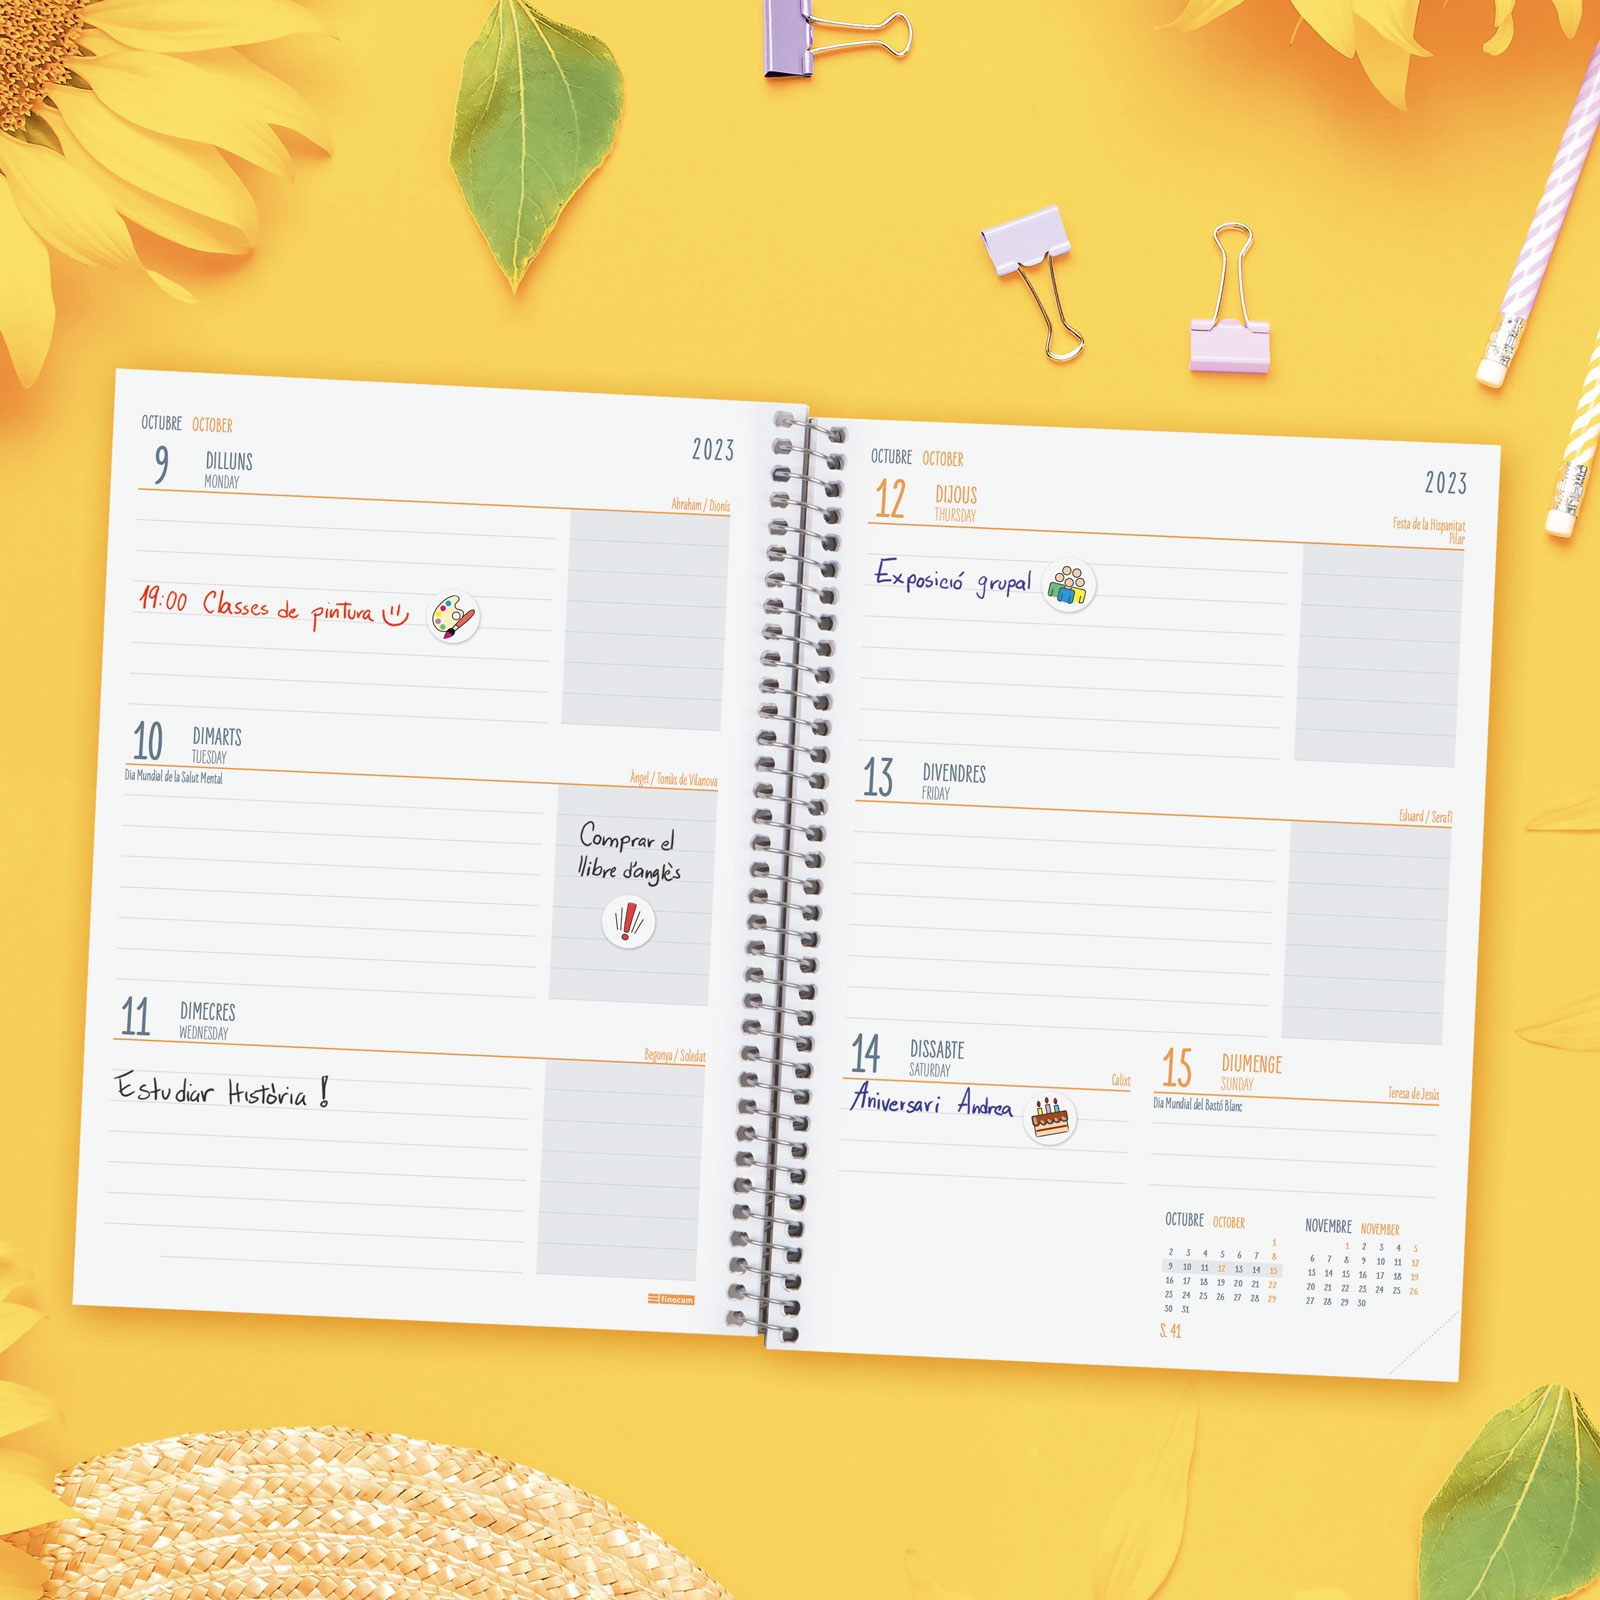 OCTUBRE OCTOBER
2023
9 DILLUNS
MONDAY
Abraham / Dionís
19:00 Classes de pintura
10 DIMARTS
TUESDAY
Dia Mundial de la Salut Mental
Àngel / Tomàs de Vilanova
Comprar el
llibre d'anglès
11 DIMECRES
WEDNESDAY
Begonya / Soledat
Estudiar Història !
finocam
OCTUBRE OCTOBER
2023
12 DIJOUS
THURSDAY
Festa de la Hispanitat
Pilar
Exposició grupal
13 DIVENDRES
FRIDAY
Eduard / Serafí
14 DISSABTE
SATURDAY
Calixt
Aniversari Andrea
15 DIUMENGE
SUNDAY
Teresa de Jesús
Dia Mundial del Bastó Blanc
OCTUBRE OCTOBER
1
2 3 4 5 6 7 8
9 10 11 12 13 14 15
16 17 18 19 20 21 22
23 24 25 26 27 28 29
30 31
S. 41
NOVEMBRE NOVEMBER
1 2 3 4 5
6 7 8 9 10 11 12
13 14 15 16 17 18 19
20 21 22 23 24 25 26
27 28 29 30